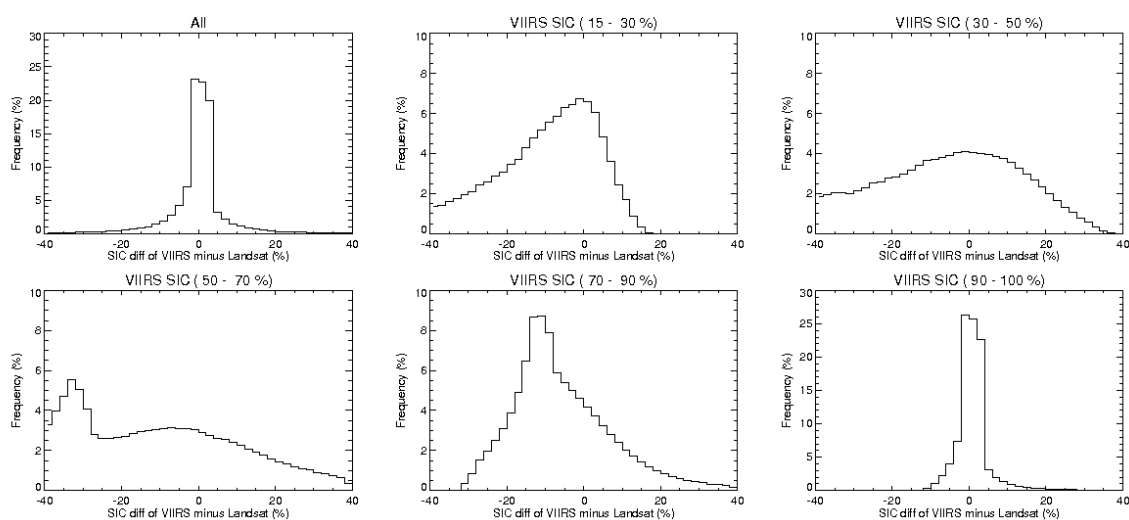 All
VIIRS SIC ( 15 - 30 %)
VIIRS SIC ( 30 - 50 %)
30
25
20
15
10
5
0
Frequency (%)
-40 -20 0 20 40
SIC diff of VIIRS minus Landsat (%)
10
8
6
4
2
0
Frequency (%)
-40 -20 0 20 40
SIC diff of VIIRS minus Landsat (%)
10
8
6
4
2
0
Frequency (%)
-40 -20 0 20 40
SIC diff of VIIRS minus Landsat (%)
VIIRS SIC ( 50 - 70 %)
VIIRS SIC ( 70 - 90 %)
VIIRS SIC ( 90 - 100 %)
10
8
6
4
2
0
Frequency (%)
-40 -20 0 20 40
SIC diff of VIIRS minus Landsat (%)
10
8
6
4
2
0
Frequency (%)
-40 -20 0 20 40
SIC diff of VIIRS minus Landsat (%)
30
25
20
15
10
5
0
Frequency (%)
-40 -20 0 20 40
SIC diff of VIIRS minus Landsat (%)